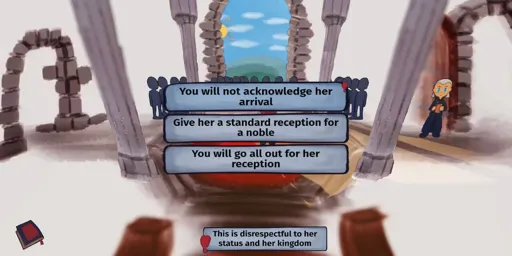 You will not acknowledge her
arrival
Give her a standard reception for
a noble
You will go all out for her
reception
This is disrespectful to her
status and her kingdom